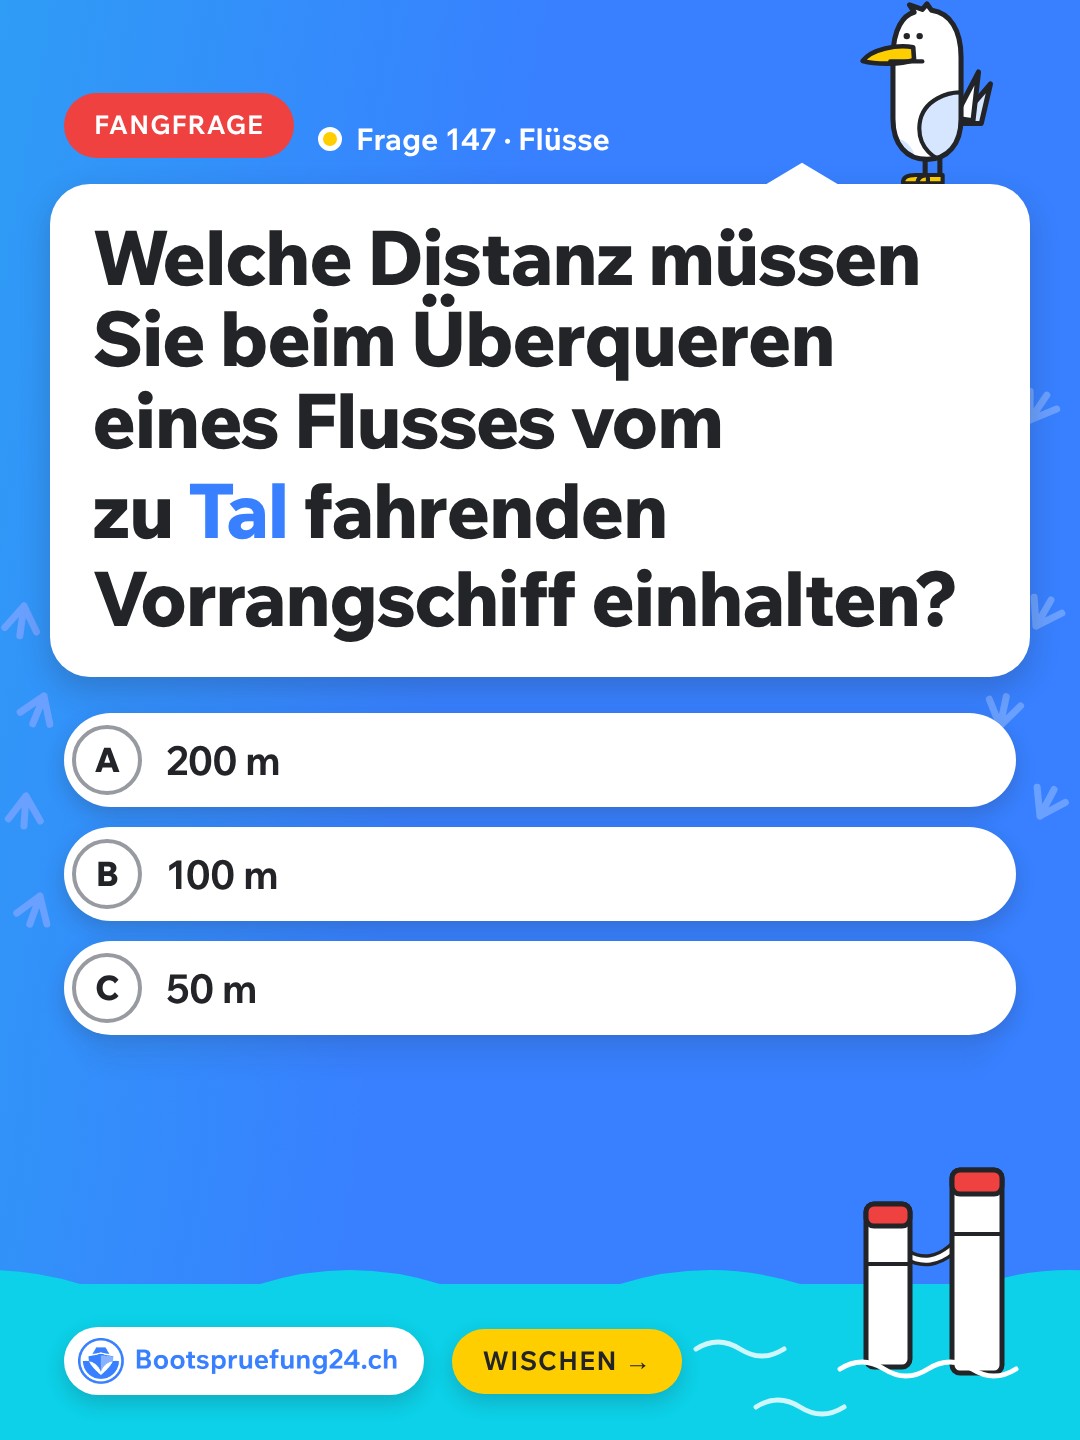 FANGFRAGE
Frage 147 · Flüsse
Welche Distanz müssen
Sie beim Überqueren
eines Flusses vom
zu Tal fahrenden
Vorrangschiff einhalten?
A 200 m
B 100 m
C 50 m
Bootspruefung24.ch
WISCHEN →